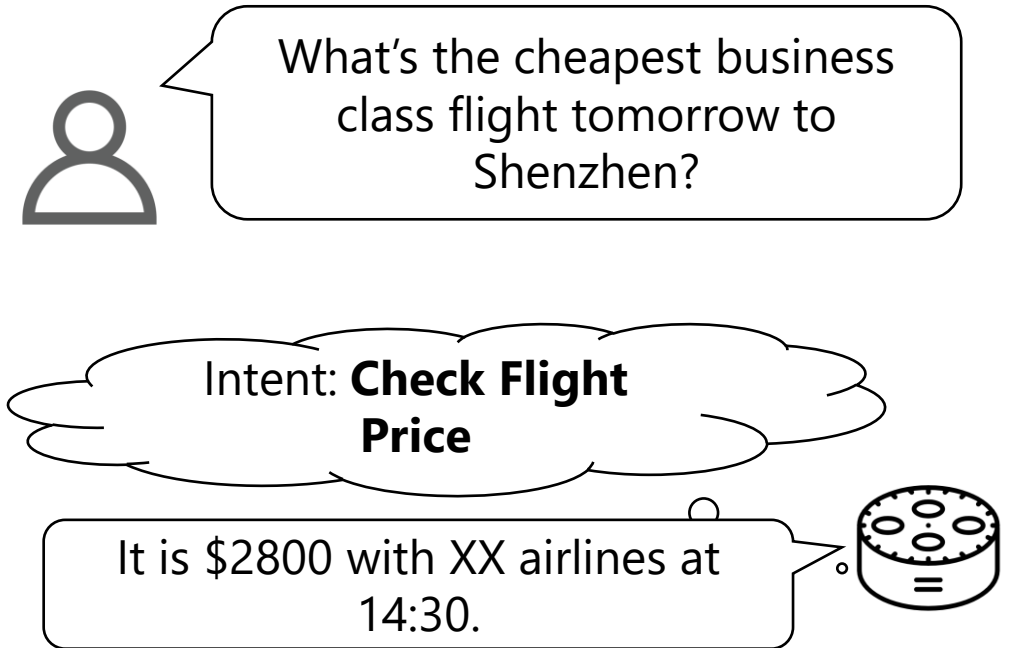 What’s the cheapest business
class flight tomorrow to
Shenzhen?
Intent: Check Flight
Price
It is $2800 with XX airlines at
14:30.